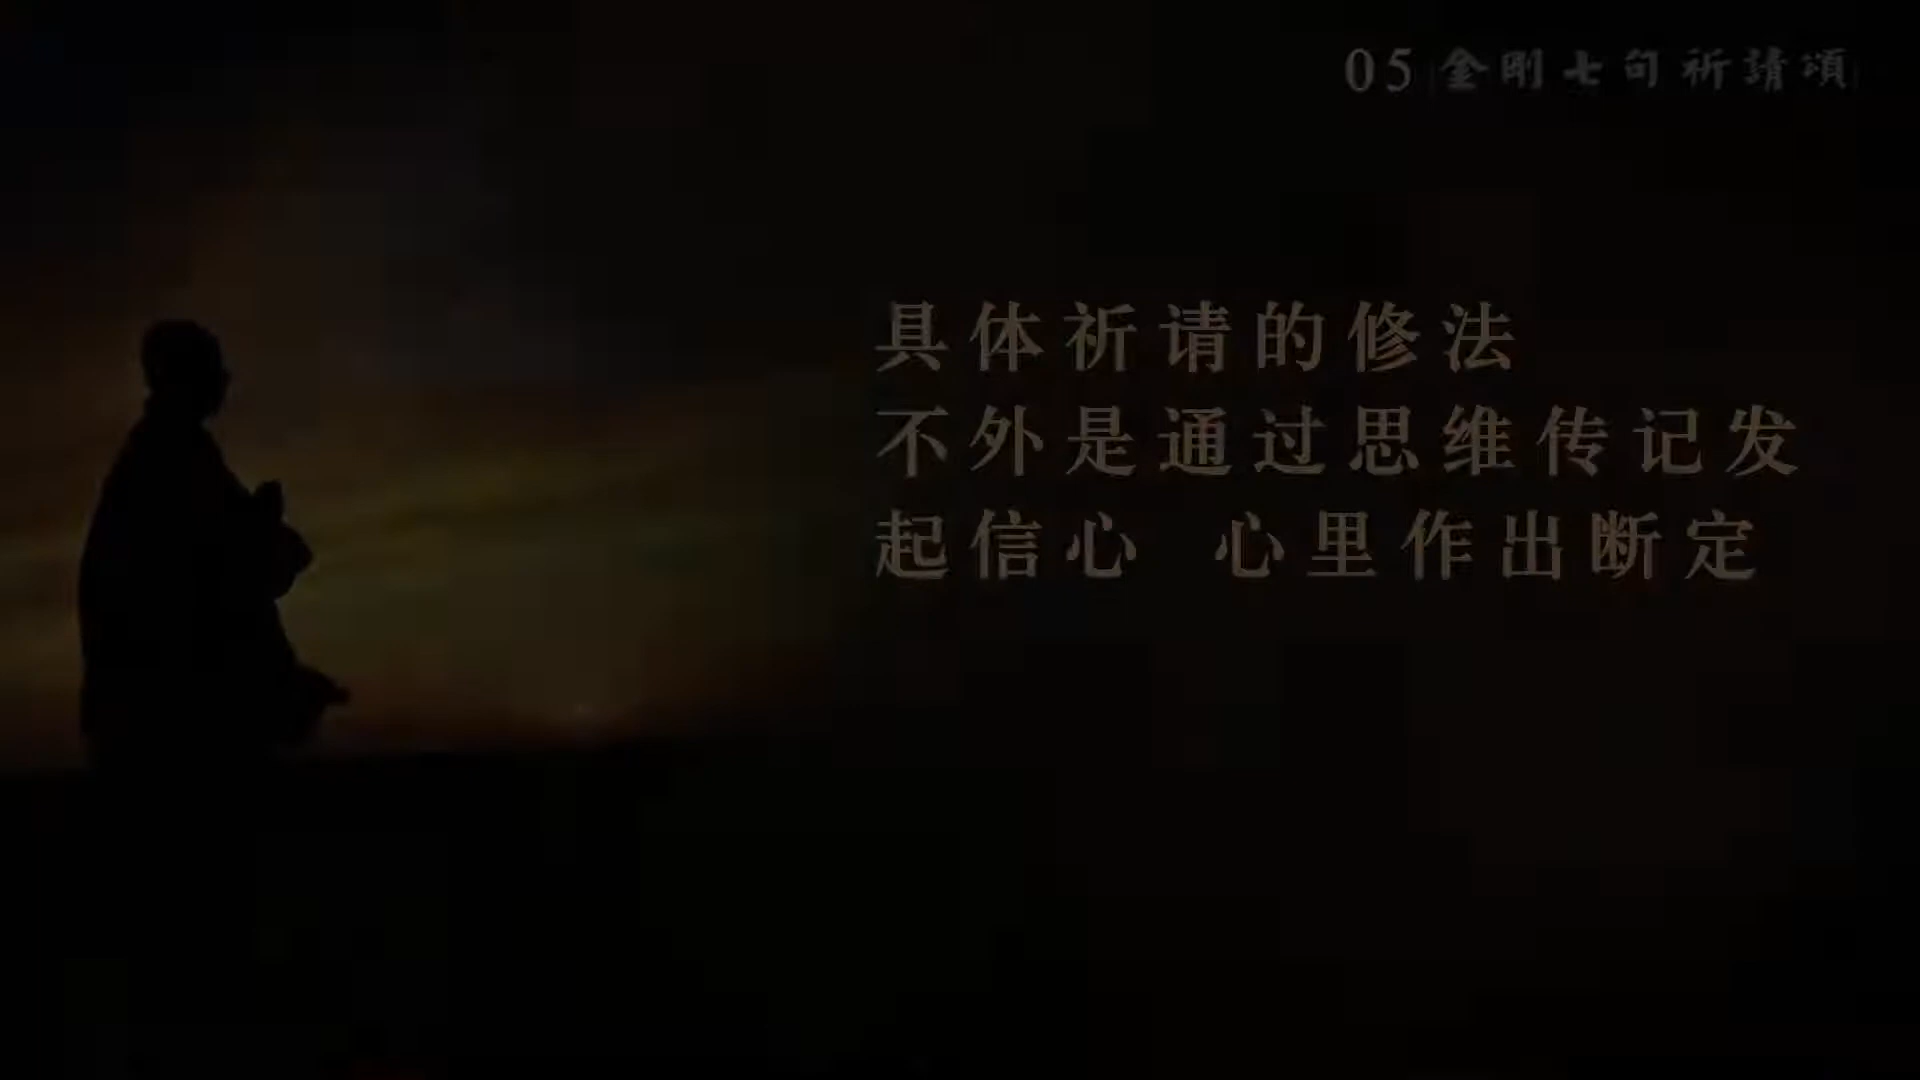 05 金剛七句祈請頌
具体祈请的修法
不外是通过思维传记发
起信心 心里作出断定